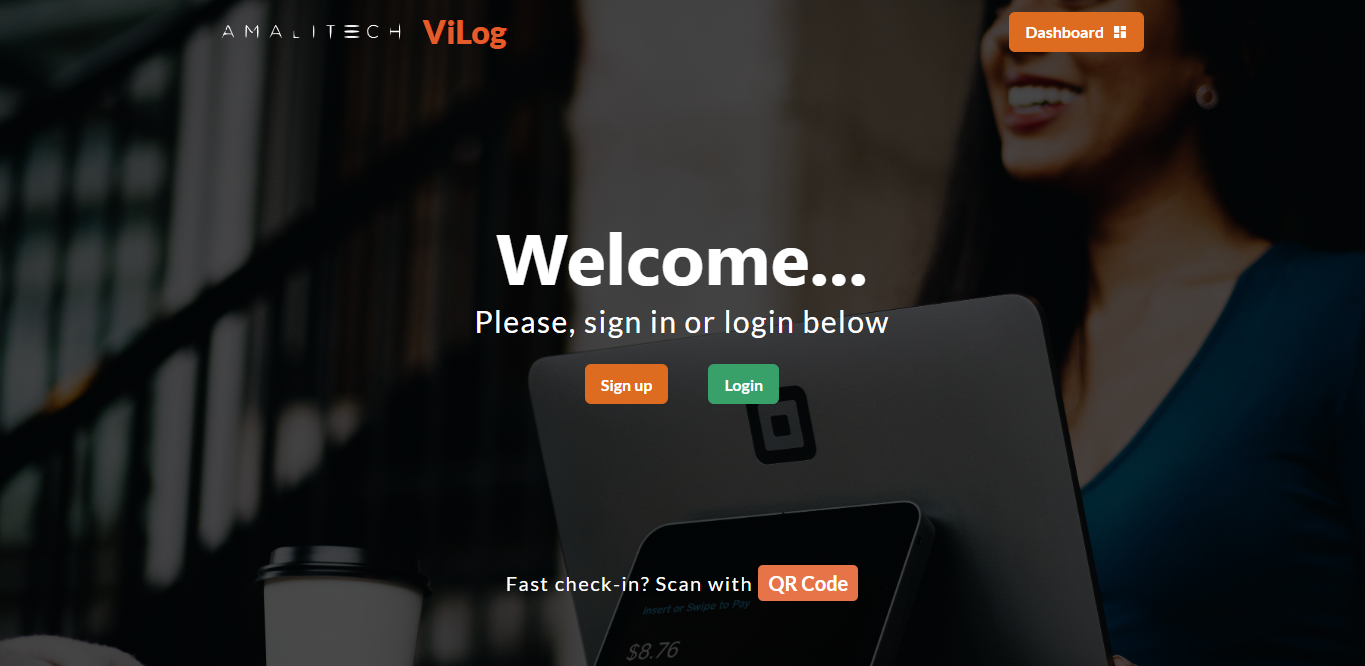 AMALITECH ViLog
Dashboard
Welcome...
Please, sign in or login below
Sign up
Login
Fast check-in? Scan with QR Code
Insert or Swipe to Pay
$8.76